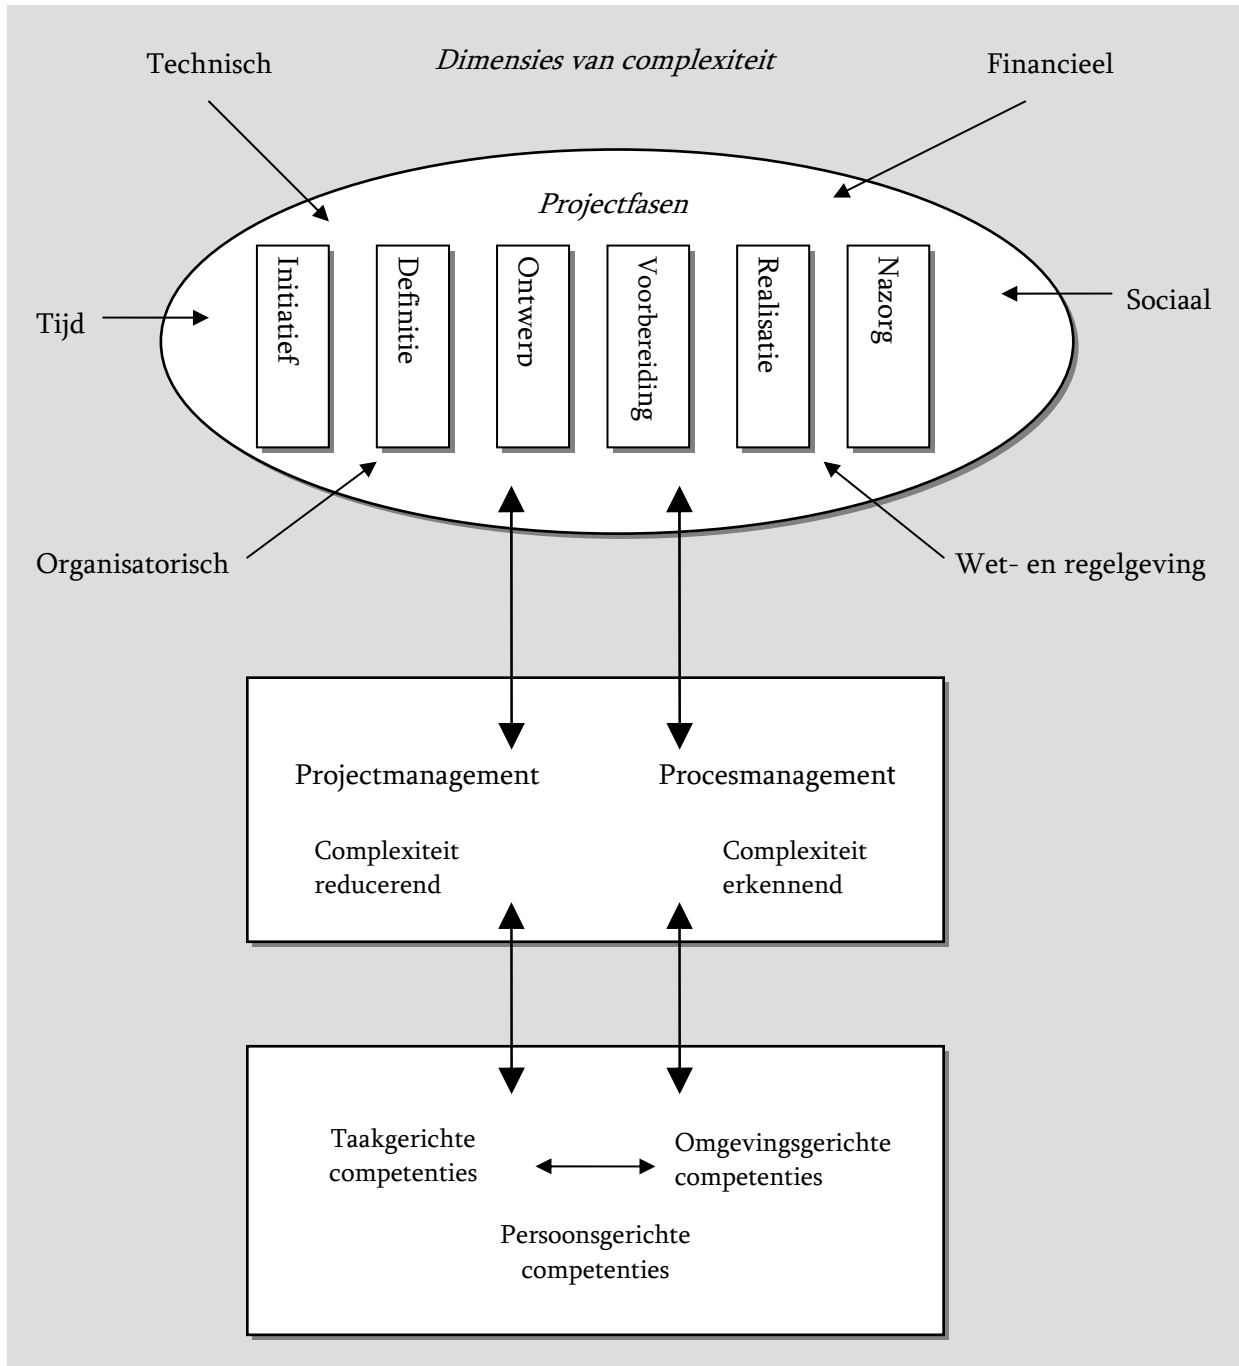 Technisch
Dimensies van complexiteit
Financieel
Projectfasen
Initiatief
Definitie
Ontwerp
Voorbereiding
Realisatie
Nazorg
Tijd
Sociaal
Organisatorisch
Wet- en regelgeving
Projectmanagement
Procesmanagement
Complexiteit
reducerend
Complexiteit
erkennend
Taakgerichte
competenties
Omgevingsgerichte
competenties
Persoonsgerichte
competenties